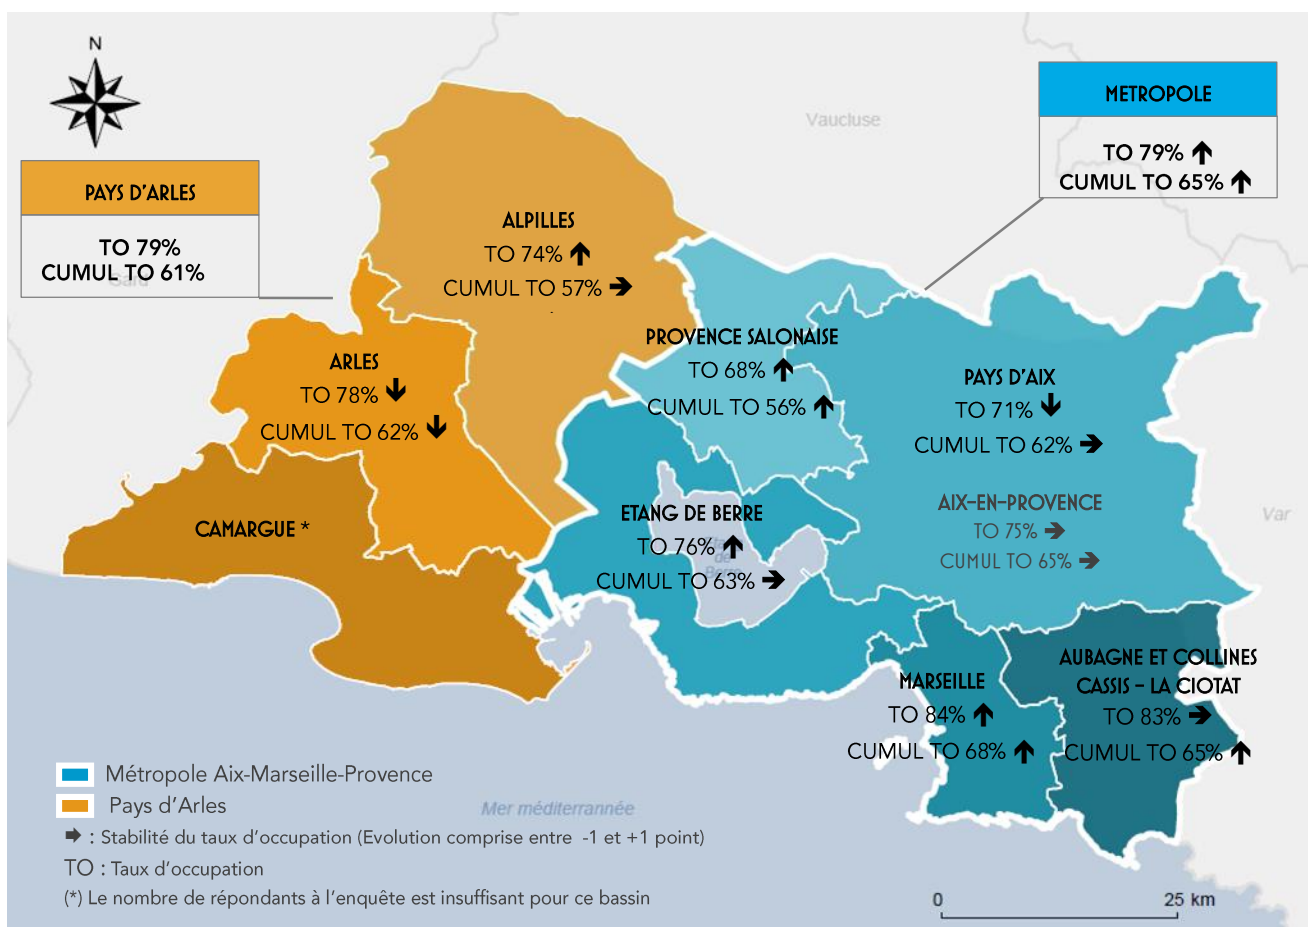 N
Vaucluse
METROPOLE
TO 79%
CUMUL TO 65%
PAYS D'ARLES
TO 79%
CUMUL TO 61%
Gard
ALPILLES
TO 74%
CUMUL TO 57%
PROVENCE SALONAISE
TO 68%
CUMUL TO 56%
ARLES
TO 78%
CUMUL TO 62%
PAYS D'AIX
TO 71%
CUMUL TO 62%
AIX-EN-PROVENCE
TO 75%
CUMUL TO 65%
Var
CAMARGUE *
ETANG DE BERRE
TO 76%
CUMUL TO 63%
de
Berre
AUBAGNE ET COLLINES
CASSIS – LA CIOTAT
TO 83%
CUMUL TO 65%
MARSEILLE
TO 84%
CUMUL TO 68%
Mer méditerrannée
Métropole Aix-Marseille-Provence
Pays d'Arles
: Stabilité du taux d'occupation (Evolution comprise entre -1 et +1 point)
TO : Taux d'occupation
(*) Le nombre de répondants à l'enquête est insuffisant pour ce bassin
0 25 km